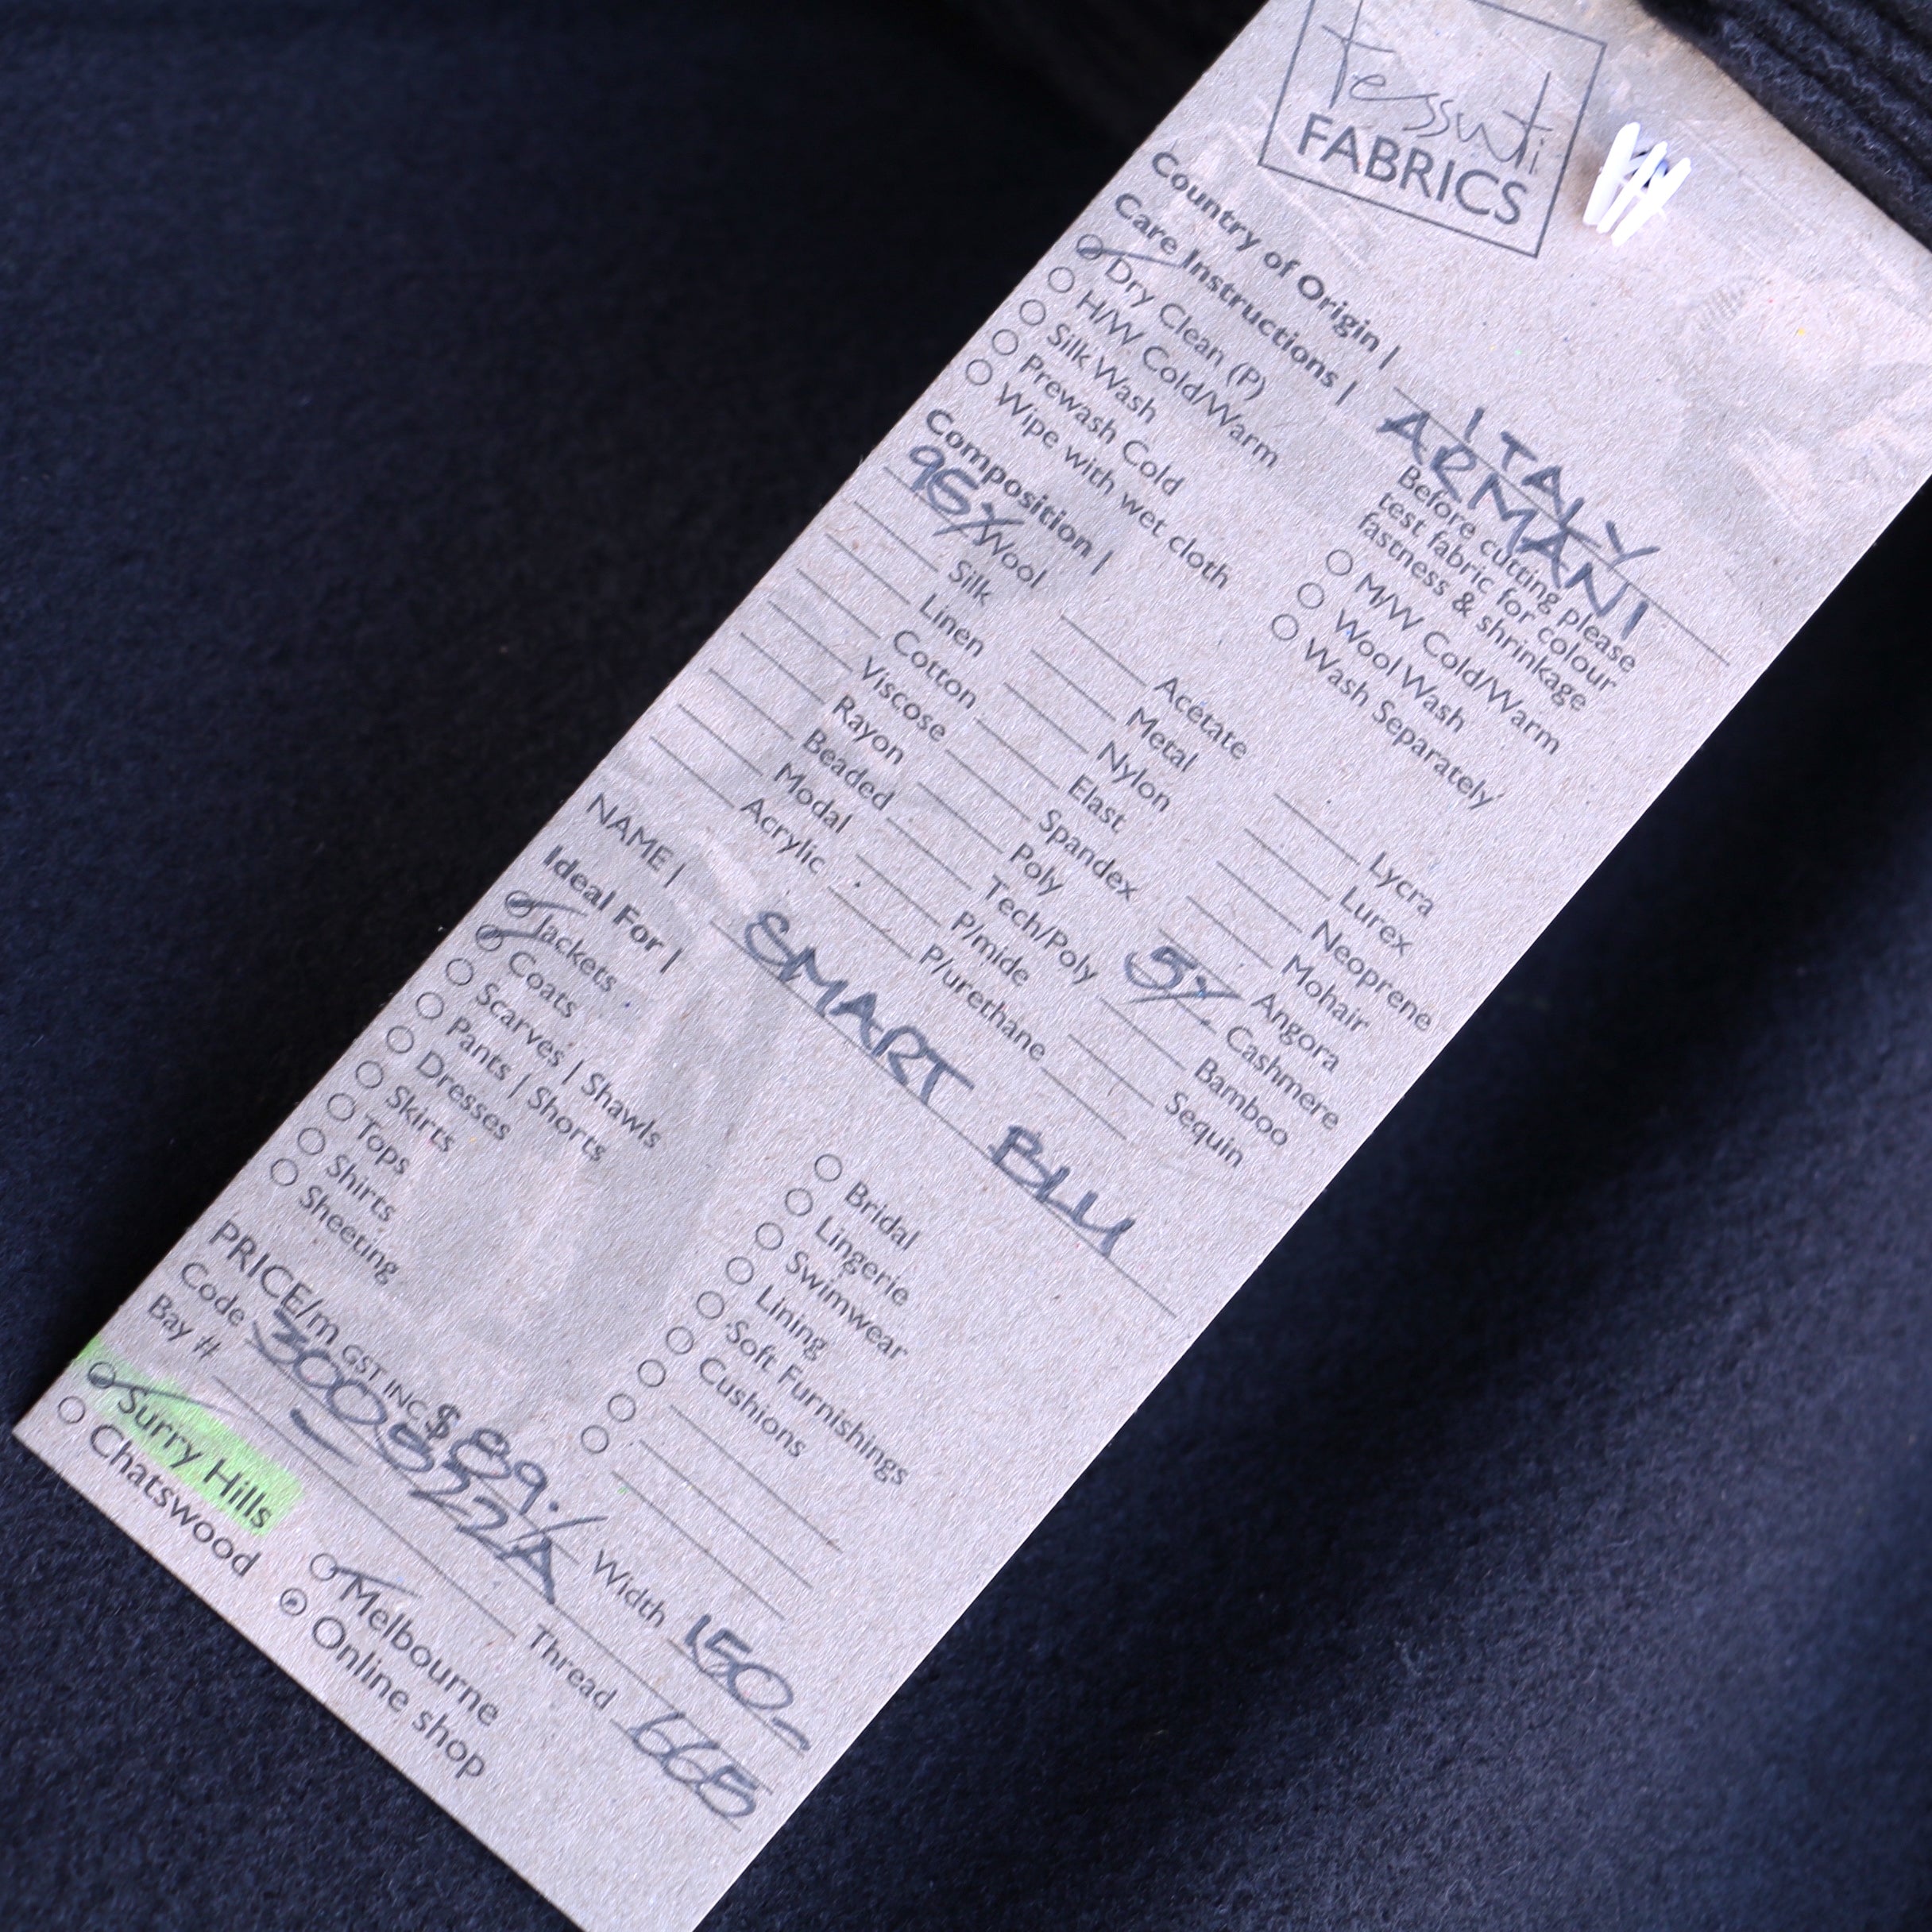 tessuti
FABRICS
Country of Origin | ITALY
ARMANI
Care Instructions |
Dry Clean (P)
H/W Cold/Warm
Silk Wash
Prewash Cold
Wipe with wet cloth
Before cutting please
test fabric for colour
fastness & shrinkage
M/W Cold/Warm
Wool Wash
Wash Separately
Composition |
95% Wool
Silk
Linen
Cotton
Viscose
Rayon
Beaded
Modal
Acrylic
Acetate
Metal
Nylon
Elast
Spandex
Poly
Tech/Poly
P/mide
P/urethane
Lycra
Lurex
Neoprene
Mohair
Angora
5% Cashmere
Bamboo
Sequin
NAME | SMART BLU
Ideal For |
Jackets
Coats
Scarves | Shawls
Pants | Shorts
Dresses
Skirts
Tops
Shirts
Sheeting
Bridal
Lingerie
Swimwear
Lining
Soft Furnishings
Cushions
PRICE/m GST INC $ 89.- Width 150-
Code 3000822A
Bay # - Thread 665
Surry Hills
Chatswood
Melbourne
Online shop